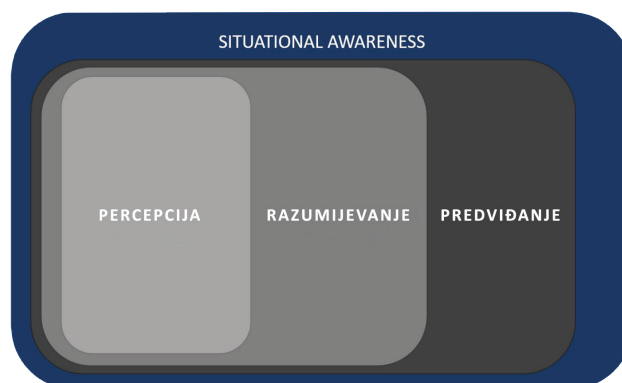 SITUATIONAL AWARENESS
PERCEPCIJA RAZUMIJEVANJE PREDVIĐANJE